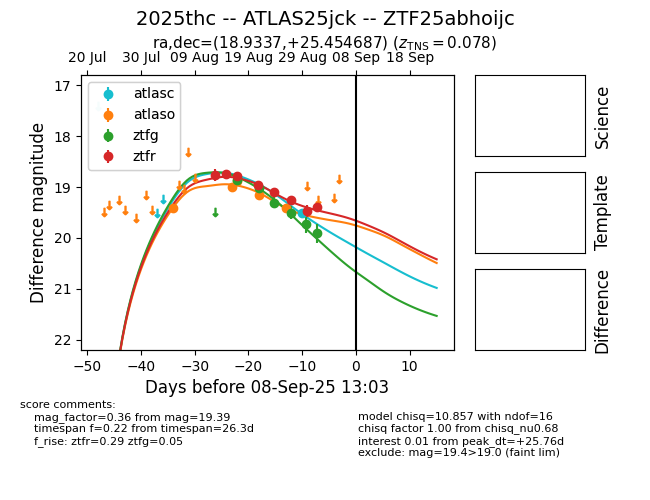 2025thc -- ATLAS25jck -- ZTF25abhoijc
ra,dec=(18.9337,+25.454687) (z_TNS = 0.078)
20 Jul 30 Jul 09 Aug 19 Aug 29 Aug 08 Sep 18 Sep
atlasc
atlaso
ztfg
ztfr
17
18
19
20
21
22
Difference magnitude
−50 −40 −30 −20 −10 0 10
Days before 08-Sep-25 13:03
Science
Template
Difference
score comments:
mag_factor=0.36 from mag=19.39
timespan f=0.22 from timespan=26.3d
f_rise: ztfr=0.29 ztfg=0.05
model chisq=10.857 with ndof=16
chisq factor 1.00 from chisq_nu0.68
interest 0.01 from peak_dt=+25.76d
exclude: mag=19.4>19.0 (faint lim)